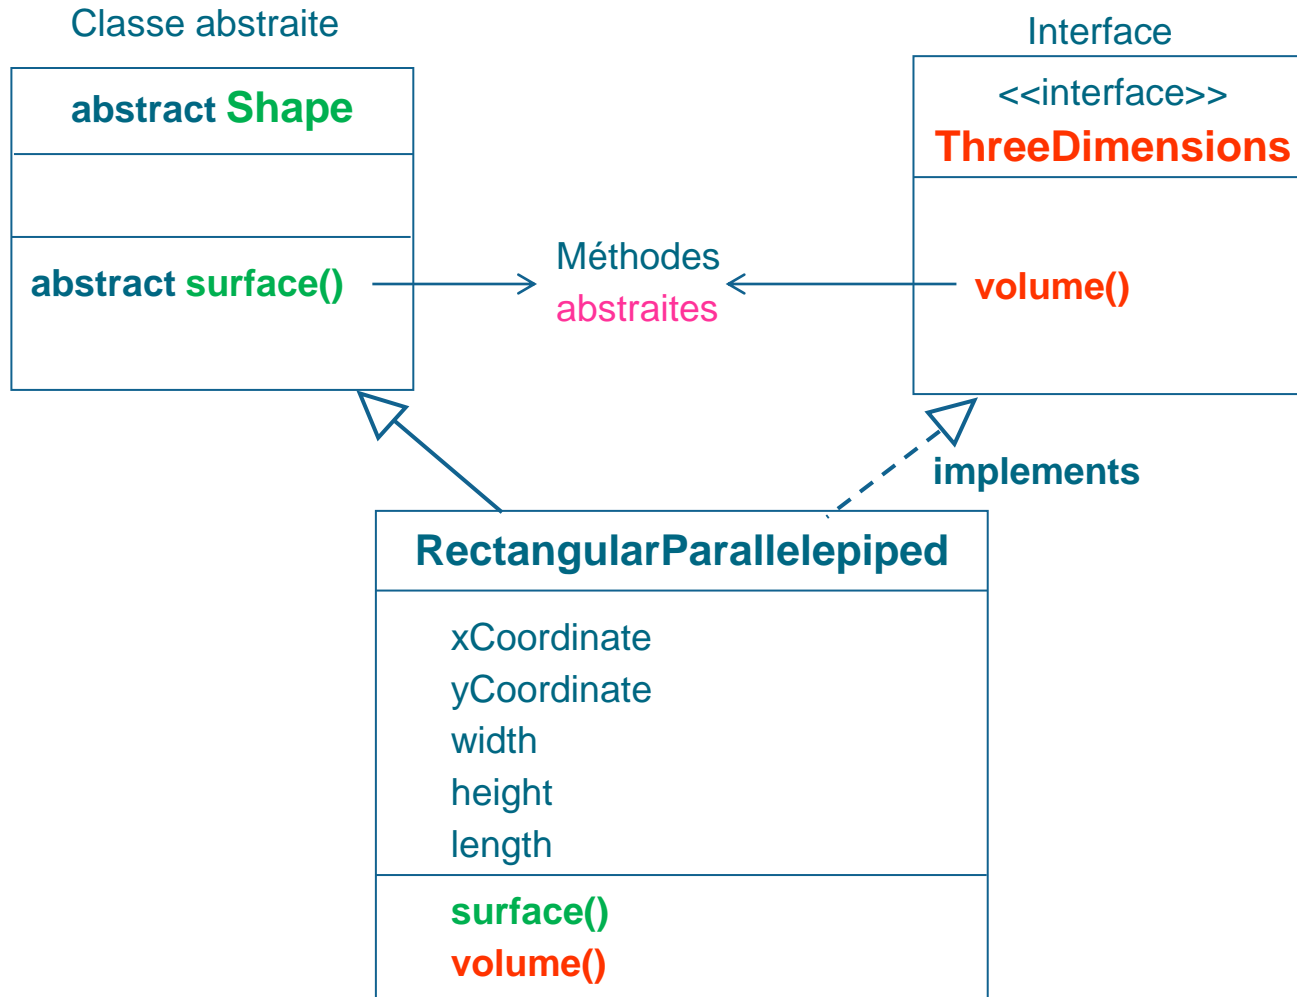 Classe abstraite
abstract Shape
abstract surface()
Méthodes
abstraites
Interface
<<interface>>
ThreeDimensions
volume()
implements
RectangularParallelepiped
xCoordinate
yCoordinate
width
height
length
surface()
volume()